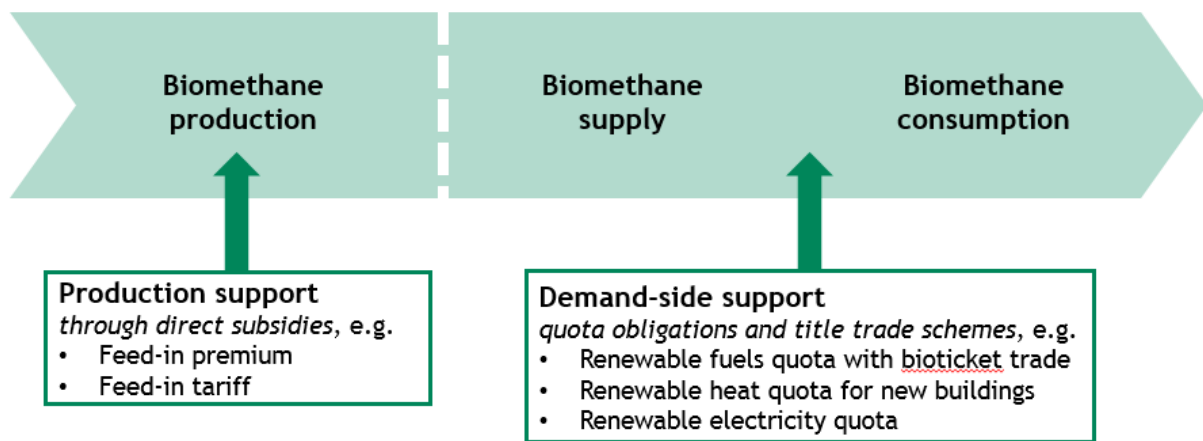 Biomethane
production
Biomethane
supply
Biomethane
consumption
Production support
through direct subsidies, e.g.
• Feed-in premium
• Feed-in tariff
Demand-side support
quota obligations and title trade schemes, e.g.
• Renewable fuels quota with bioticket trade
• Renewable heat quota for new buildings
• Renewable electricity quota